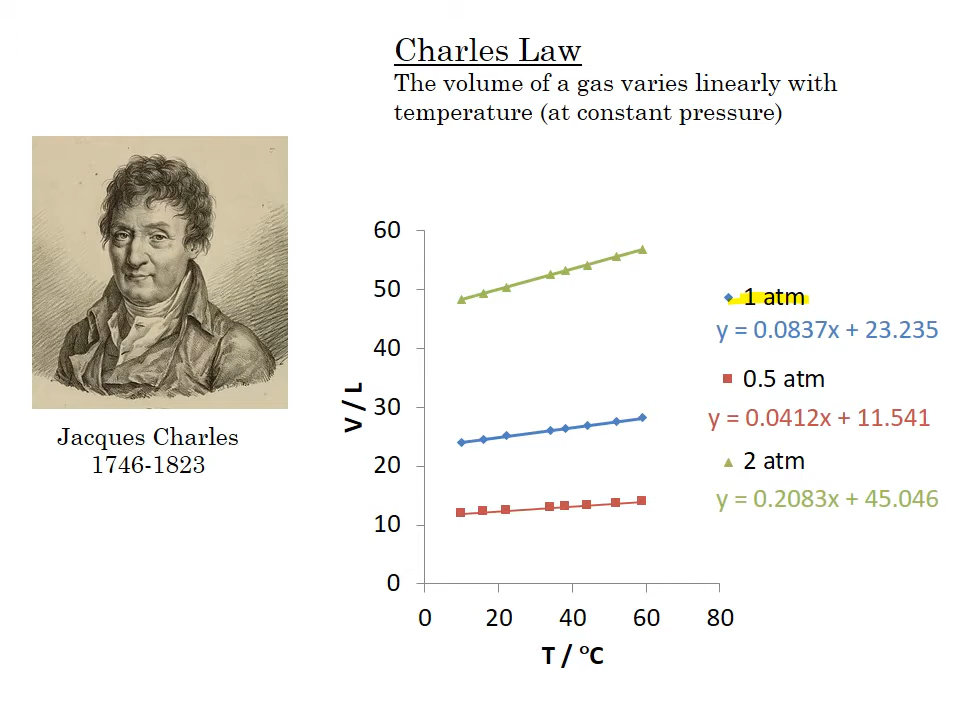 Charles Law
The volume of a gas varies linearly with
temperature (at constant pressure)
Jacques Charles
1746-1823
60
50
40
30
20
10
0
V / L
0 20 40 60 80
T / °C
1 atm
y = 0.0837x + 23.235
0.5 atm
y = 0.0412x + 11.541
2 atm
y = 0.2083x + 45.046